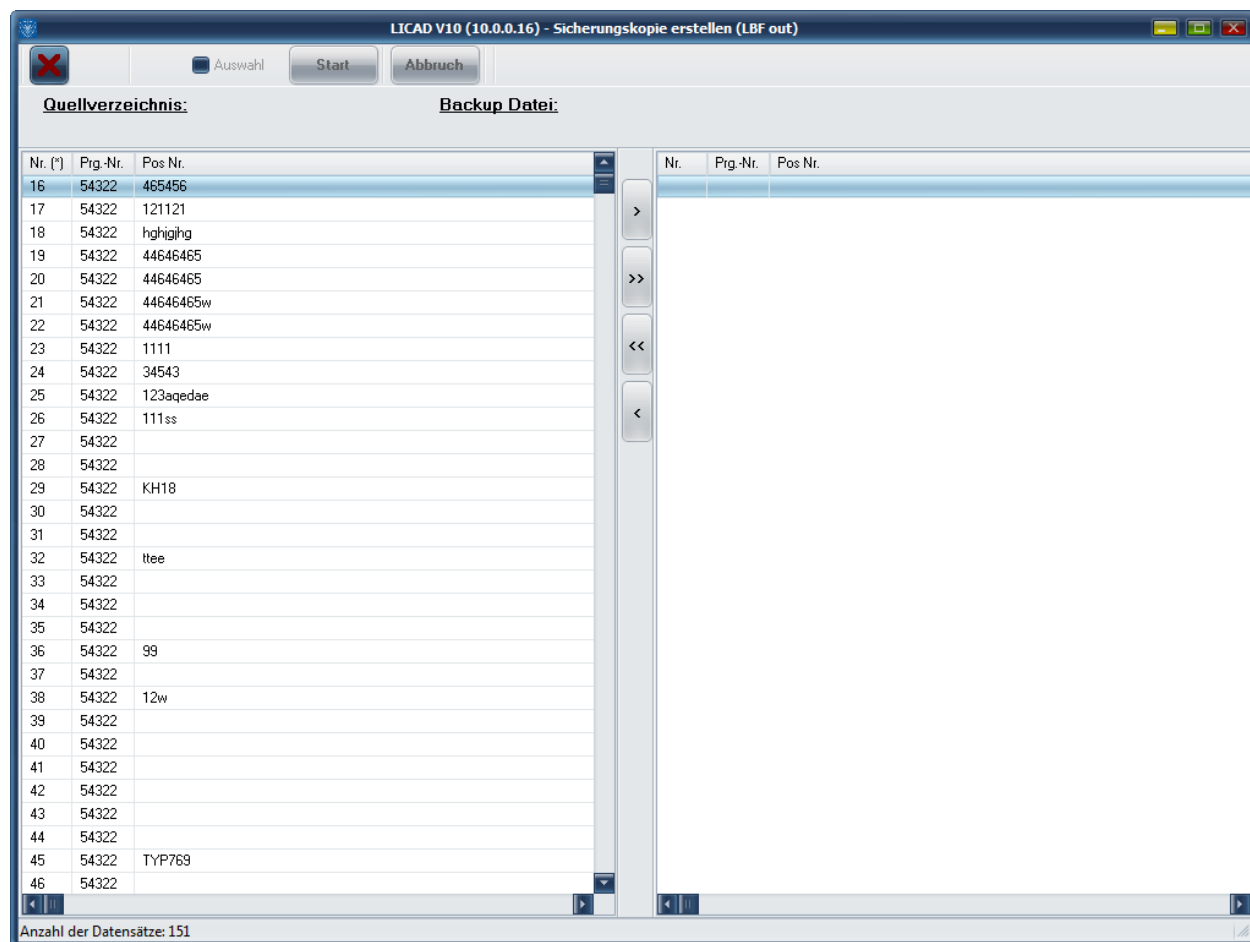 LICAD V10 (10.0.0.16) - Sicherungskopie erstellen (LBF out)
Auswahl Start Abbruch
Quellverzeichnis: Backup Datei:
Nr. (*) Prg.-Nr. Pos Nr. Nr. Prg.-Nr. Pos Nr.
16 54322 465456
17 54322 121121
>
18 54322 hghjgjhg
19 54322 44646465
20 54322 44646465
>>
21 54322 44646465w
22 54322 44646465w
23 54322 1111
<<
24 54322 34543
25 54322 123aqedae
26 54322 111ss
<
27 54322
28 54322
29 54322 KH18
30 54322
31 54322
32 54322 ttee
33 54322
34 54322
35 54322
36 54322 99
37 54322
38 54322 12w
39 54322
40 54322
41 54322
42 54322
43 54322
44 54322
45 54322 TYP769
46 54322
Anzahl der Datensätze: 151